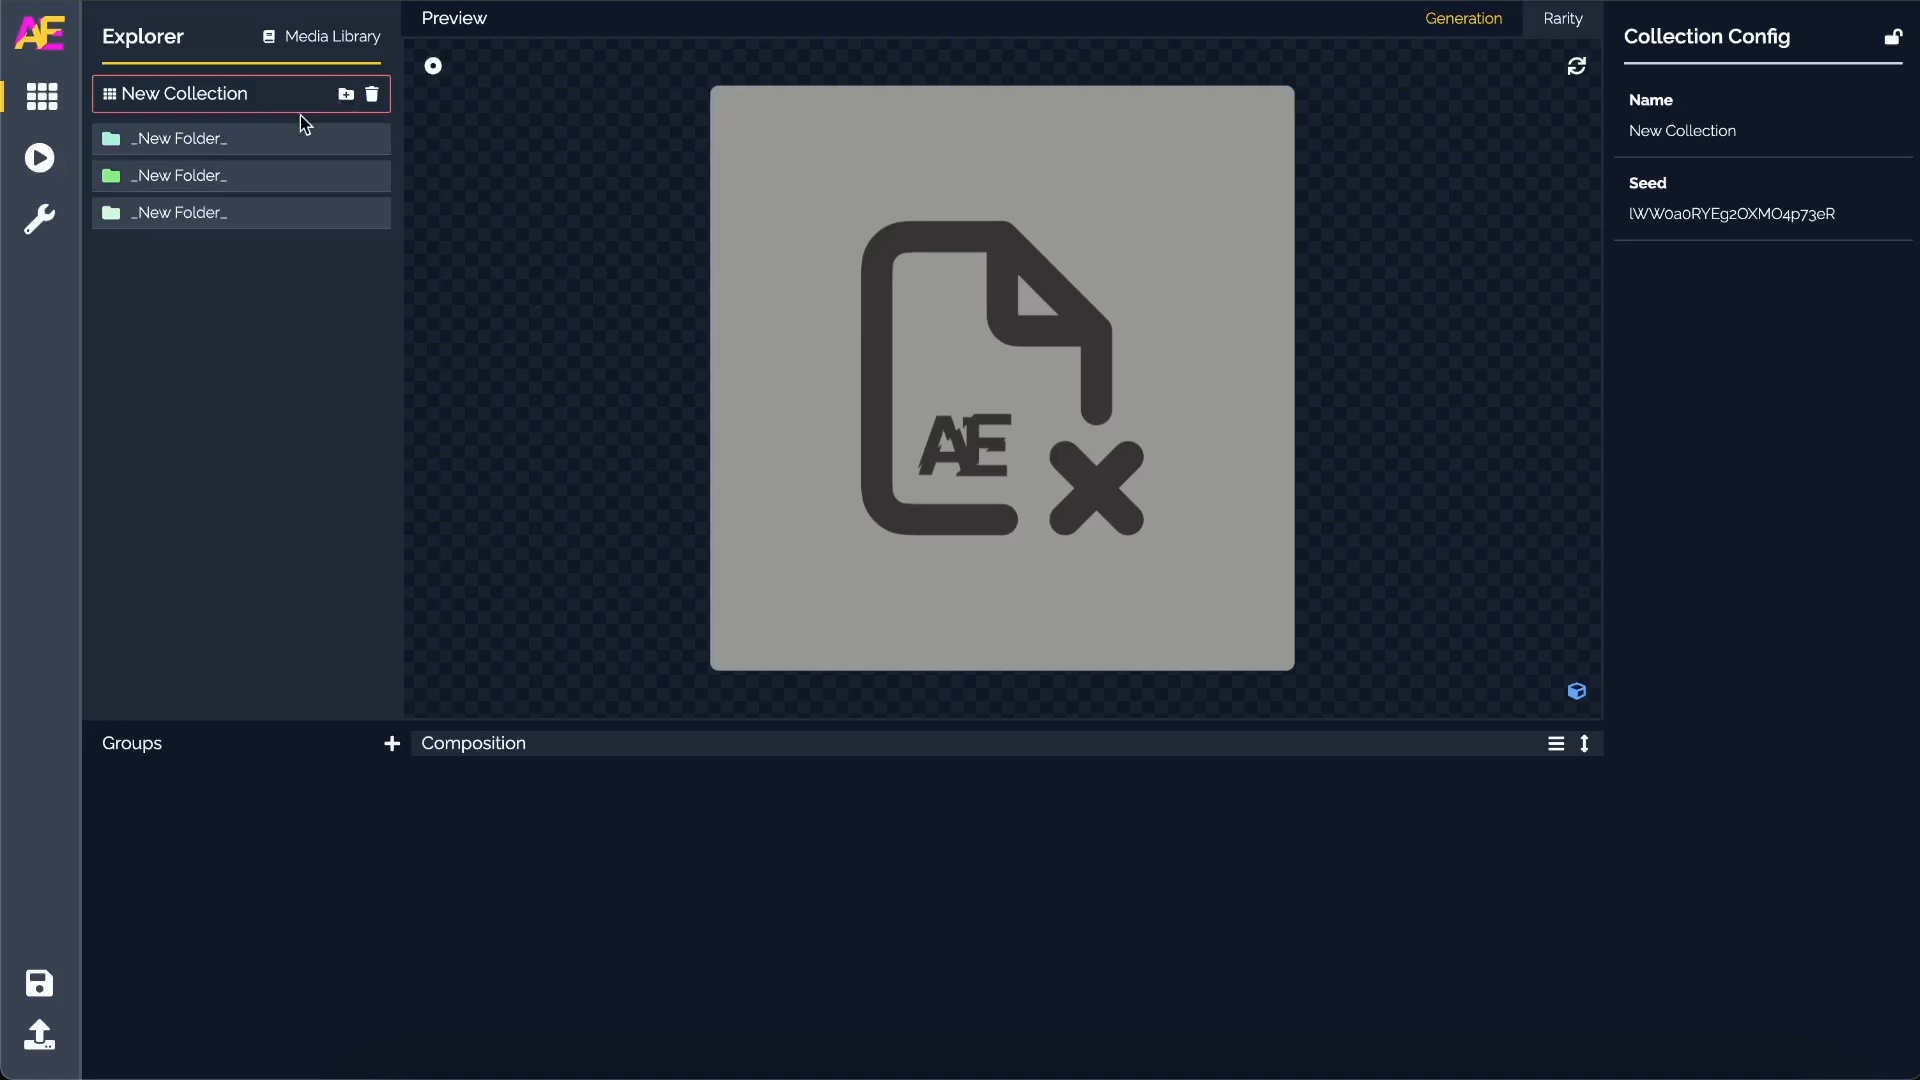 AE
Explorer
Media Library
New Collection
_New Folder_
_New Folder_
_New Folder_
Preview
Generation
Rarity
AE
Groups
Composition
Collection Config
Name
New Collection
Seed
lWW0a0RYEg2OXMO4p73eR